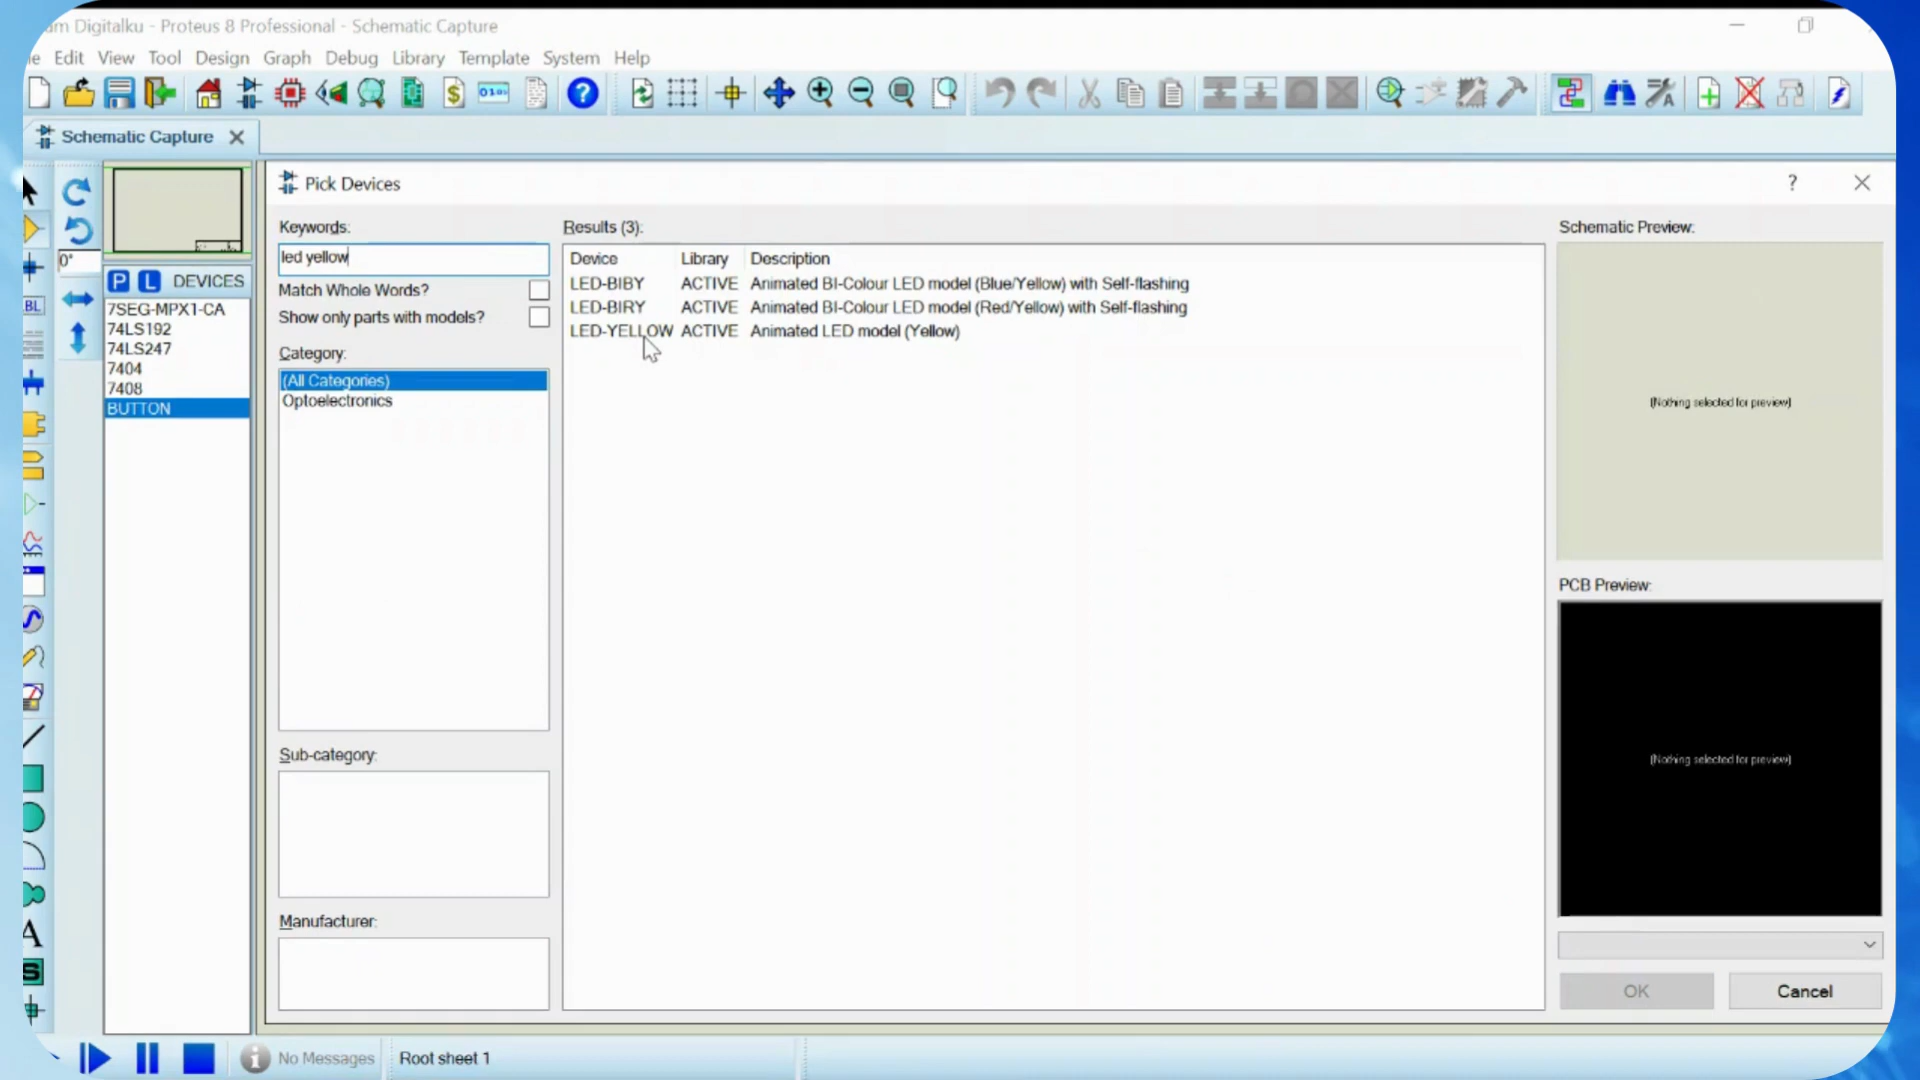 am Digitalku - Proteus 8 Professional - Schematic Capture
le Edit View Tool Design Graph Debug Library Template System Help
Schematic Capture
Pick Devices
?
Keywords:
led yellow
Match Whole Words?
Show only parts with models?
Category:
(All Categories)
Optoelectronics
Sub-category:
Manufacturer:
Results (3):
Device Library Description
LED-BIBY ACTIVE Animated BI-Colour LED model (Blue/Yellow) with Self-flashing
LED-BIRY ACTIVE Animated BI-Colour LED model (Red/Yellow) with Self-flashing
LED-YELLOW ACTIVE Animated LED model (Yellow)
Schematic Preview:
(Nothing selected for preview)
PCB Preview:
(Nothing selected for preview)
OK Cancel
0°
P L DEVICES
7SEG-MPX1-CA
74LS192
74LS247
7404
7408
BUTTON
BL
A
S
No Messages Root sheet 1